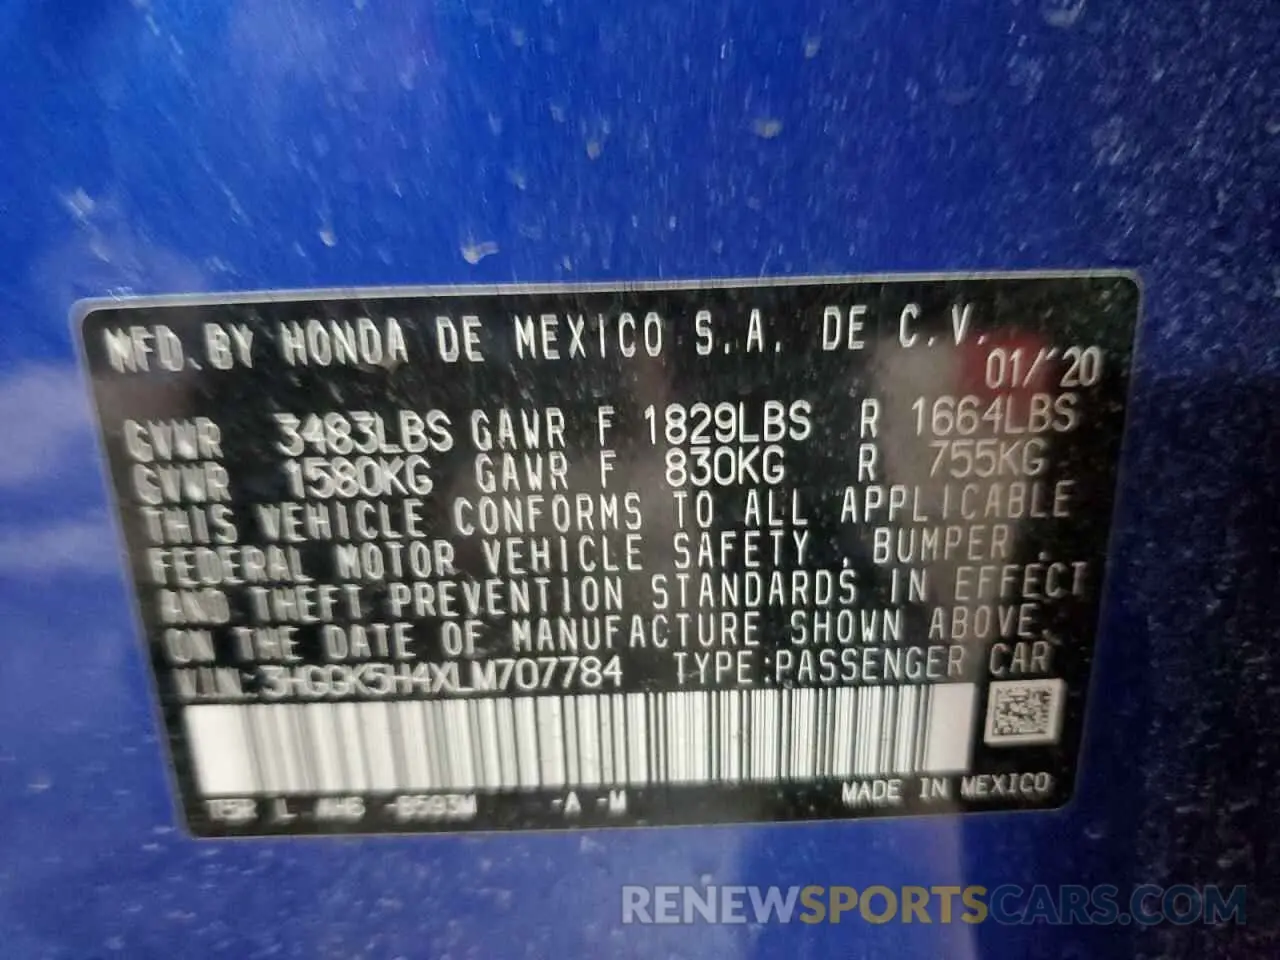 MFD. BY HONDA DE MEXICO S.A. DE C.V.
01/'20
GVWR 3483LBS GAWR F 1829LBS R 1664LBS
GVWR 1580KG GAWR F 830KG R 755KG
THIS VEHICLE CONFORMS TO ALL APPLICABLE
FEDERAL MOTOR VEHICLE SAFETY , BUMPER ,
AND THEFT PREVENTION STANDARDS IN EFFECT
ON THE DATE OF MANUFACTURE SHOWN ABOVE.
V.I.N.: 3HGGK5H4XLM707784 TYPE:PASSENGER CAR
L -B593M -A -M MADE IN MEXICO
RENEWSPORTSCARS.COM